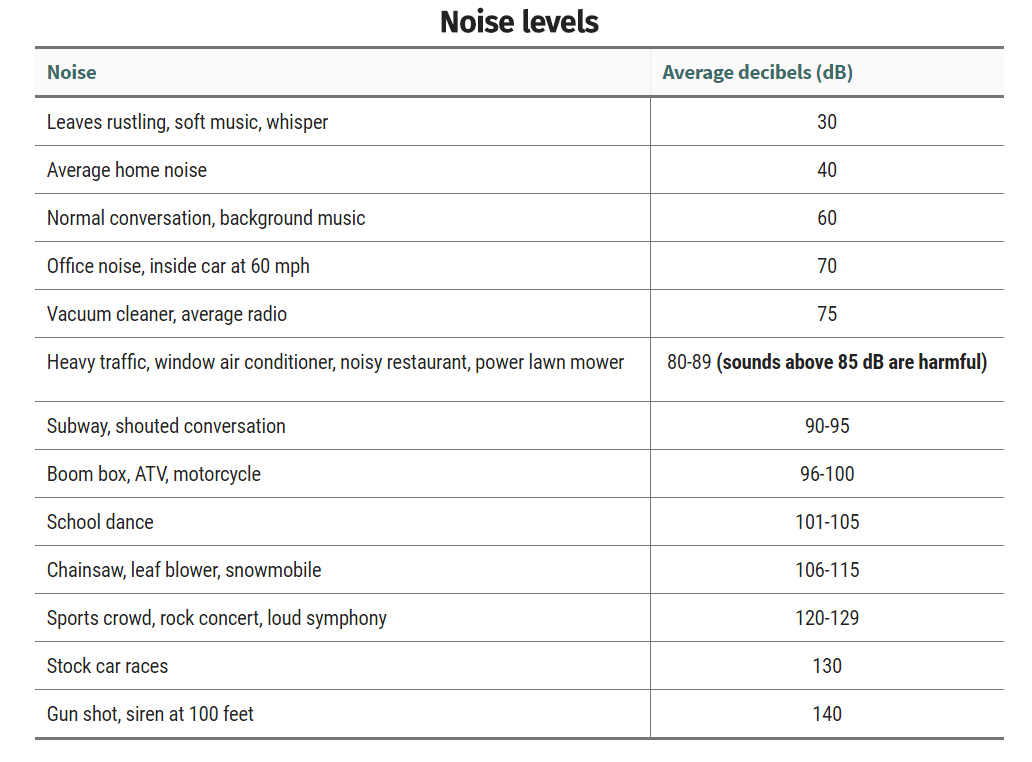 Noise levels
Noise Average decibels (dB)
Leaves rustling, soft music, whisper 30
Average home noise 40
Normal conversation, background music 60
Office noise, inside car at 60 mph 70
Vacuum cleaner, average radio 75
Heavy traffic, window air conditioner, noisy restaurant, power lawn mower 80-89 (sounds above 85 dB are harmful)
Subway, shouted conversation 90-95
Boom box, ATV, motorcycle 96-100
School dance 101-105
Chainsaw, leaf blower, snowmobile 106-115
Sports crowd, rock concert, loud symphony 120-129
Stock car races 130
Gun shot, siren at 100 feet 140